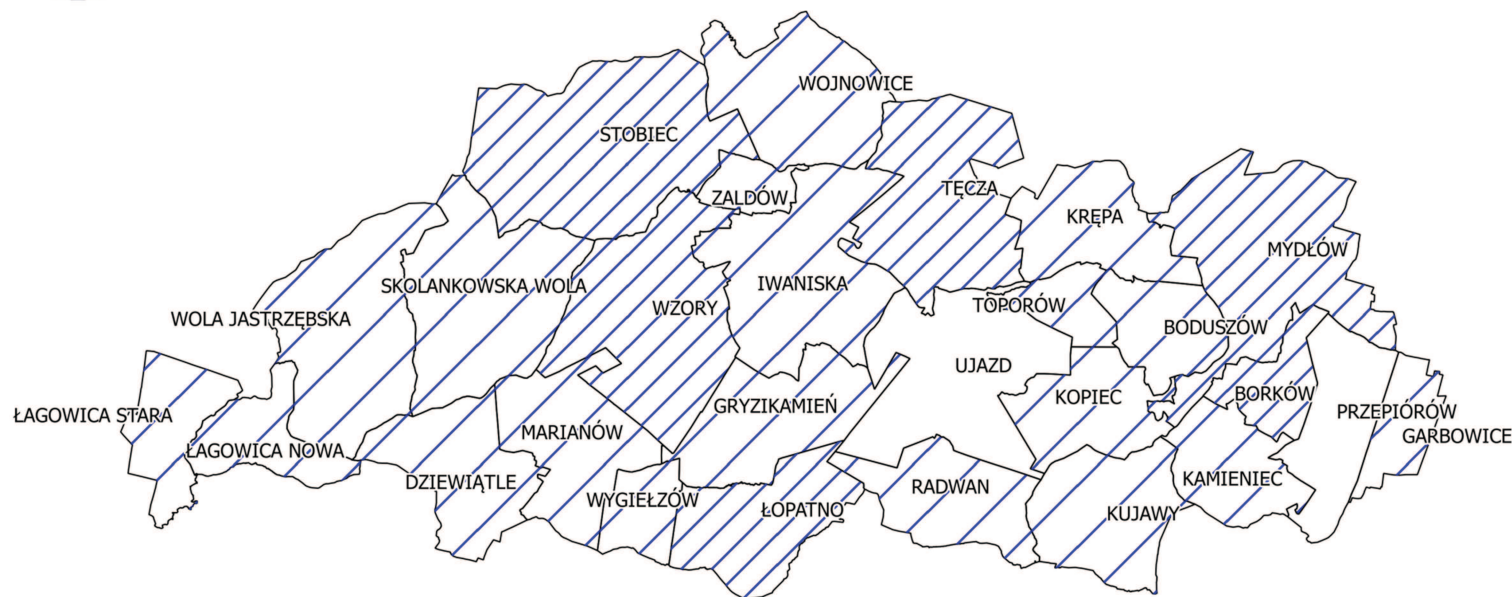 WOJNOWICE
STOBIEC
TĘCZA
ZALDÓW
KRĘPA
MYDŁÓW
SKOLANKOWSKA WOLA
IWANISKA
WZORY
TOPORÓW
WOLA JASTRZĘBSKA
BODUSZÓW
UJAZD
KOPIEC
BORKÓW
GRYZIKAMIEŃ
PRZEPIÓRÓW
ŁAGOWICA STARA
MARIANÓW
GARBOWICE
ŁAGOWICA NOWA
DZIEWIĄTLE
KAMIENIEC
RADWAN
WYGIEŁZÓW
ŁOPATNO
KUJAWY